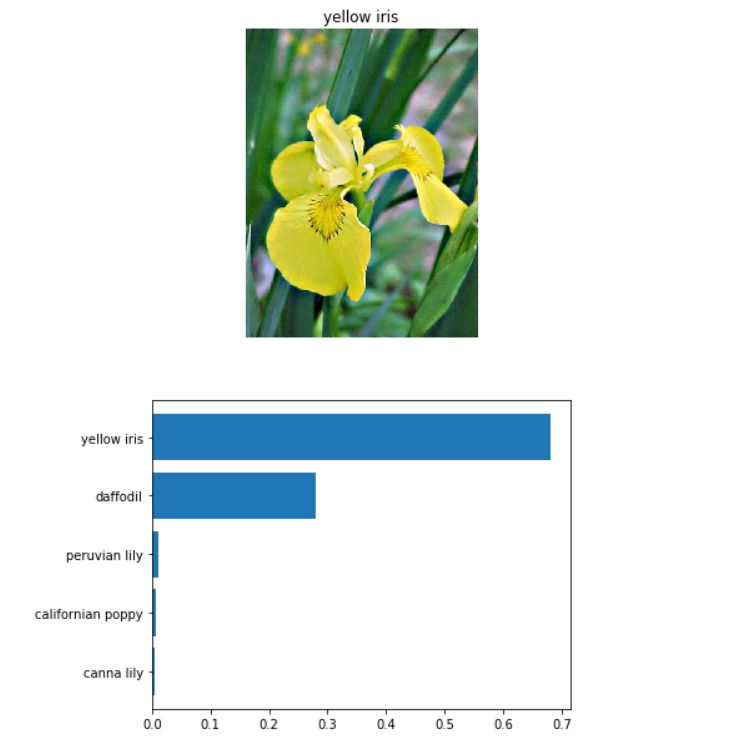 yellow iris
yellow iris
daffodil
peruvian lily
californian poppy
canna lily
0.0 0.1 0.2 0.3 0.4 0.5 0.6 0.7